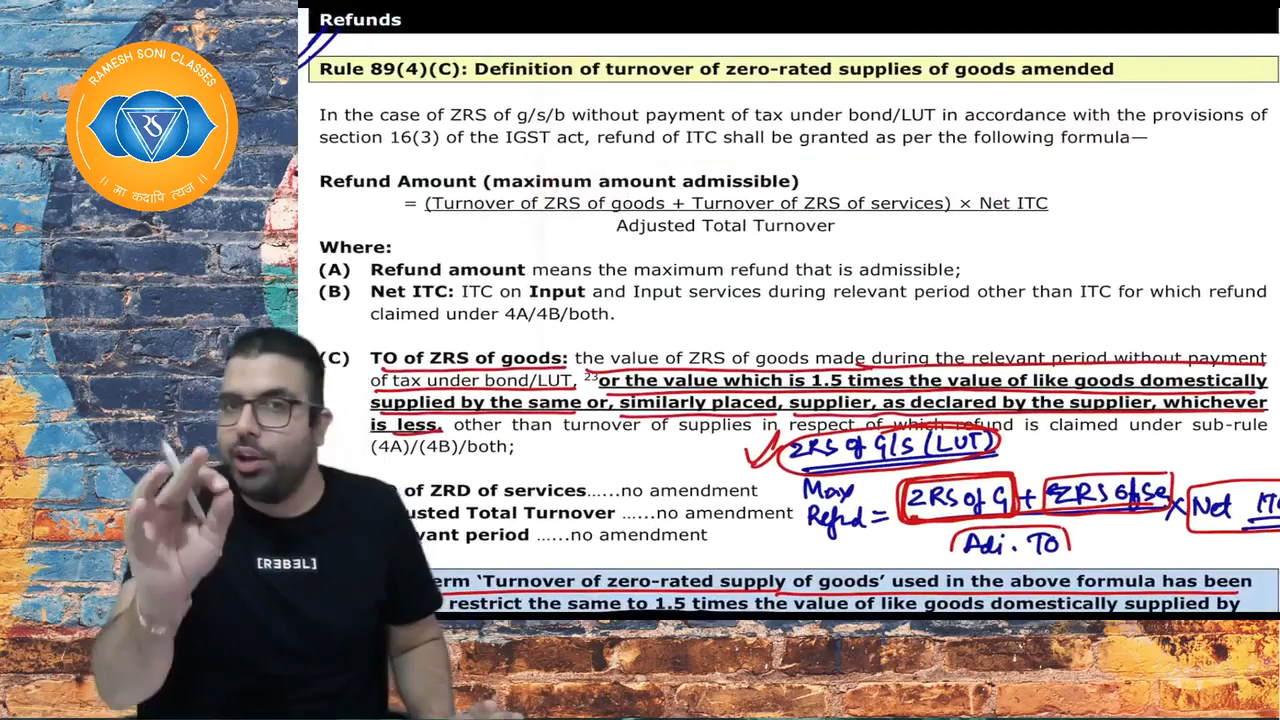 Refunds
RAMESH SONI CLASSES
।। मा कदापि त्यज ।।
Rule 89(4)(C): Definition of turnover of zero-rated supplies of goods amended
In the case of ZRS of g/s/b without payment of tax under bond/LUT in accordance with the provisions of
section 16(3) of the IGST act, refund of ITC shall be granted as per the following formula—
Refund Amount (maximum amount admissible)
= (Turnover of ZRS of goods + Turnover of ZRS of services) × Net ITC
Adjusted Total Turnover
Where:
(A) Refund amount means the maximum refund that is admissible;
(B) Net ITC: ITC on Input and Input services during relevant period other than ITC for which refund
claimed under 4A/4B/both.
(C) TO of ZRS of goods: the value of ZRS of goods made during the relevant period without payment
of tax under bond/LUT, 23or the value which is 1.5 times the value of like goods domestically
supplied by the same or, similarly placed, supplier, as declared by the supplier, whichever
is less, other than turnover of supplies in respect of which refund is claimed under sub-rule
(4A)/(4B)/both;
ZRS of G/S (LUT)
of ZRD of services…...no amendment
Max
ZRS of G + ZRS of Se × Net ITC
Refnd =
justed Total Turnover …...no amendment
vant period …...no amendment
Adj. TO
erm ‘Turnover of zero-rated supply of goods’ used in the above formula has been
restrict the same to 1.5 times the value of like goods domestically supplied by
[REBEL]